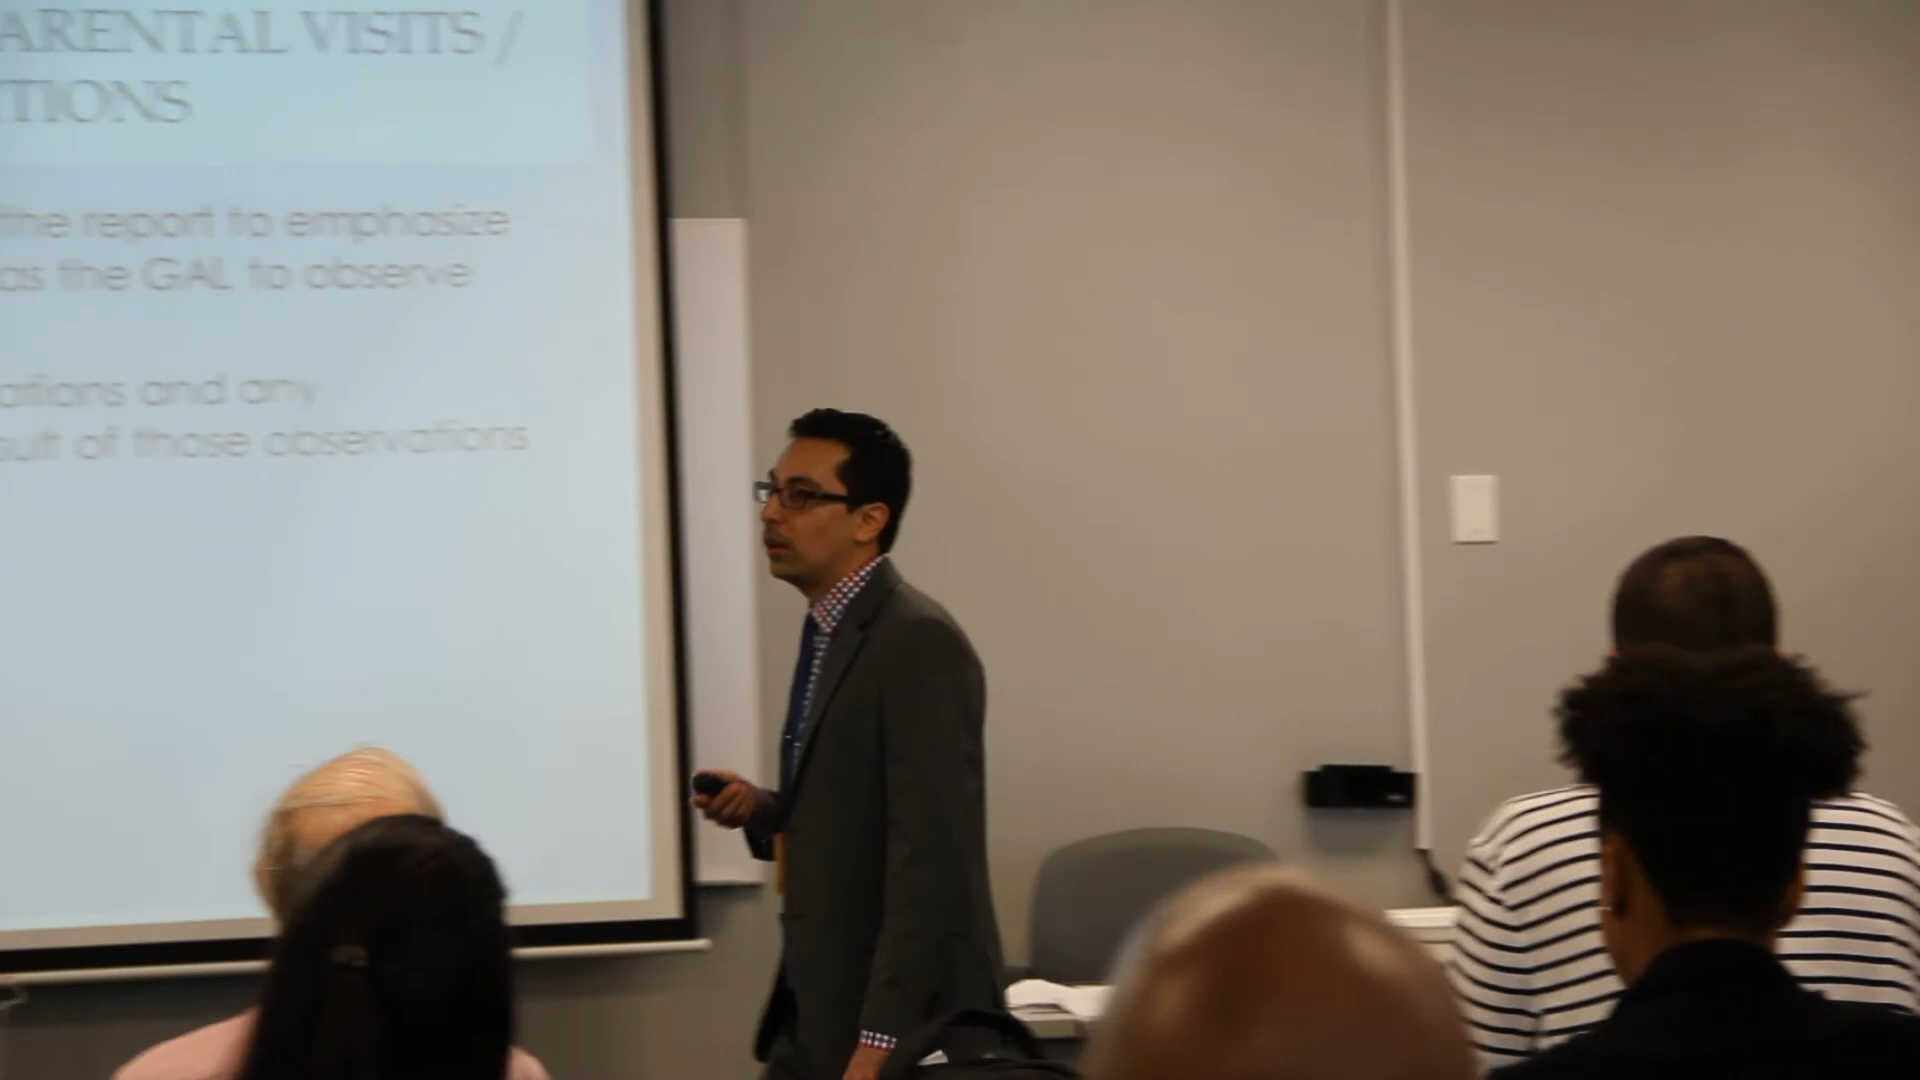 ARENTAL VISITS /
TIONS
the report to emphasize
as the GAL to observe
ations and any
sult of those observations